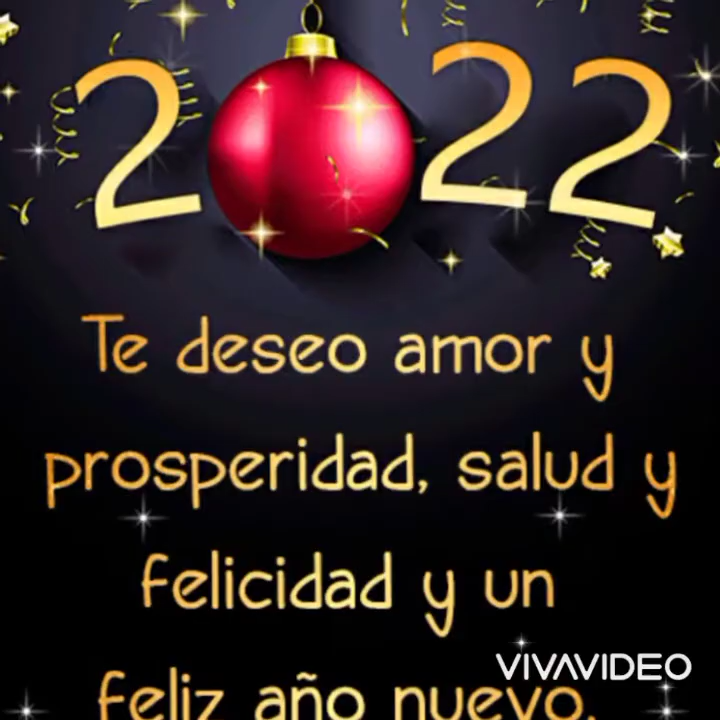 2022
Te deseo amor y
prosperidad, salud y
felicidad y un
VIVAVIDEO
feliz año nuevo.